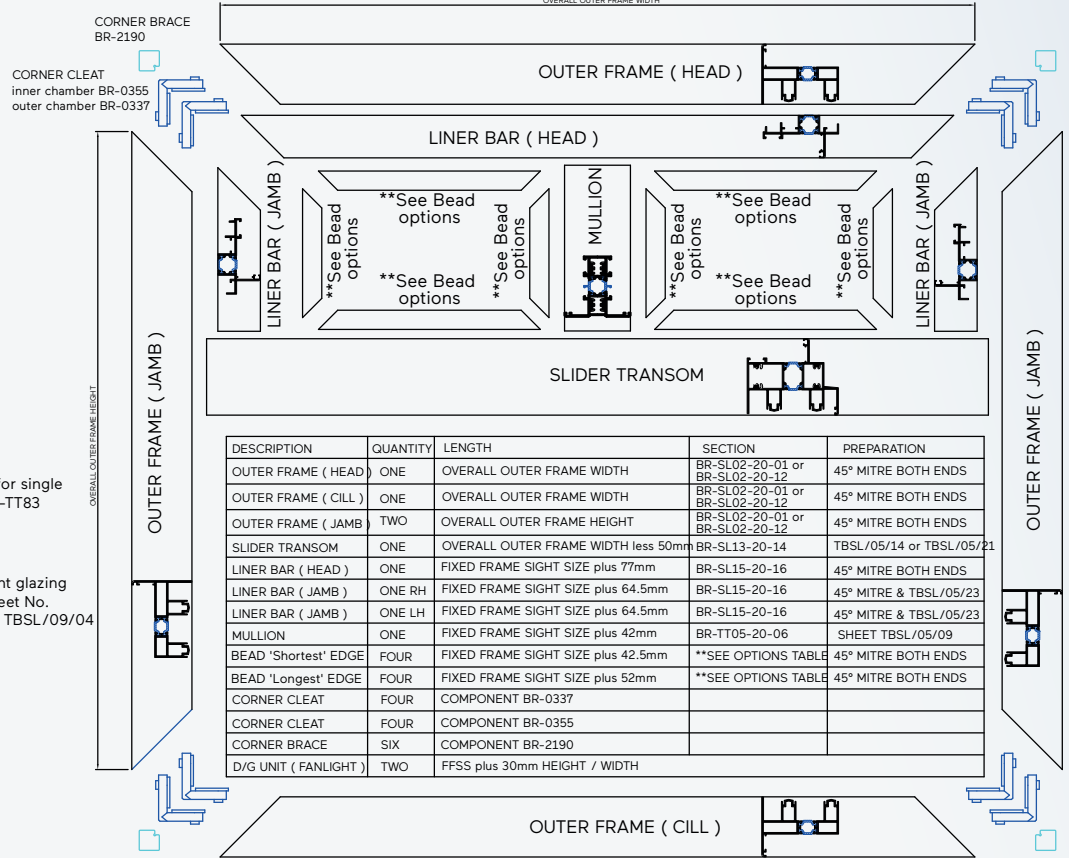 OVERALL OUTER FRAME WIDTH
CORNER BRACE
BR-2190
CORNER CLEAT
inner chamber BR-0355
outer chamber BR-0337
OUTER FRAME ( HEAD )
LINER BAR ( HEAD )
LINER BAR ( JAMB )
**See Bead
options
**See Bead
options
**See Bead
options
**See Bead
options
MULLION
**See Bead
options
**See Bead
options
**See Bead
options
**See Bead
options
LINER BAR ( JAMB )
OVERALL OUTER FRAME HEIGHT
OUTER FRAME ( JAMB )
OUTER FRAME ( JAMB )
SLIDER TRANSOM
for single
-TT83
nt glazing
eet No.
TBSL/09/04
DESCRIPTION QUANTITY LENGTH SECTION PREPARATION
OUTER FRAME ( HEAD ) ONE OVERALL OUTER FRAME WIDTH BR-SL02-20-01 or BR-SL02-20-12 45° MITRE BOTH ENDS
OUTER FRAME ( CILL ) ONE OVERALL OUTER FRAME WIDTH BR-SL02-20-01 or BR-SL02-20-12 45° MITRE BOTH ENDS
OUTER FRAME ( JAMB ) TWO OVERALL OUTER FRAME HEIGHT BR-SL02-20-01 or BR-SL02-20-12 45° MITRE BOTH ENDS
SLIDER TRANSOM ONE OVERALL OUTER FRAME WIDTH less 50mm BR-SL13-20-14 TBSL/05/14 or TBSL/05/21
LINER BAR ( HEAD ) ONE FIXED FRAME SIGHT SIZE plus 77mm BR-SL15-20-16 45° MITRE BOTH ENDS
LINER BAR ( JAMB ) ONE RH FIXED FRAME SIGHT SIZE plus 64.5mm BR-SL15-20-16 45° MITRE & TBSL/05/23
LINER BAR ( JAMB ) ONE LH FIXED FRAME SIGHT SIZE plus 64.5mm BR-SL15-20-16 45° MITRE & TBSL/05/23
MULLION ONE FIXED FRAME SIGHT SIZE plus 42mm BR-TT05-20-06 SHEET TBSL/05/09
BEAD 'Shortest' EDGE FOUR FIXED FRAME SIGHT SIZE plus 42.5mm **SEE OPTIONS TABLE 45° MITRE BOTH ENDS
BEAD 'Longest' EDGE FOUR FIXED FRAME SIGHT SIZE plus 52mm **SEE OPTIONS TABLE 45° MITRE BOTH ENDS
CORNER CLEAT FOUR COMPONENT BR-0337
CORNER CLEAT FOUR COMPONENT BR-0355
CORNER BRACE SIX COMPONENT BR-2190
D/G UNIT ( FANLIGHT ) TWO FFSS plus 30mm HEIGHT / WIDTH
OUTER FRAME ( CILL )